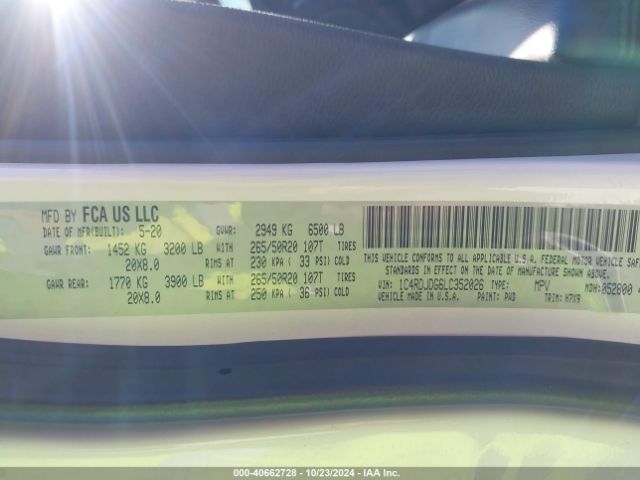 MFD BY FCA US LLC
DATE OF MFR(BUILT): 5-20 GVWR: 2949 KG 6500 LB
GAWR FRONT: 1452 KG 3200 LB WITH 265/50R20 107T TIRES
20X8.0 RIMS AT 230 KPA ( 33 PSI) COLD
GAWR REAR: 1770 KG 3900 LB WITH 265/50R20 107T TIRES
20X8.0 RIMS AT 250 KPA ( 36 PSI) COLD
THIS VEHICLE CONFORMS TO ALL APPLICABLE U.S.A. FEDERAL MOTOR VEHICLE
STANDARDS IN EFFECT ON THE DATE OF MANUFACTURE SHOWN ABOVE.
VIN: 1C4RDJDG6LC352026 TYPE: MPV MDH:052800
VEHICLE MADE IN U.S.A. PAINT: PWD TRIM: H7X9
000-40662728 - 10/23/2024 - IAAI.com